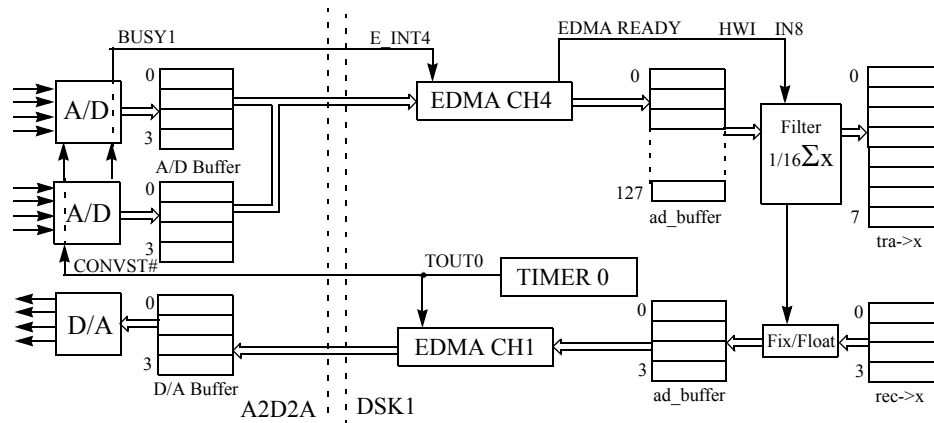 BUSY1 E_INT4 EDMA READY HWI IN8
0 0 0
A/D EDMA CH4 Filter
3 1/16Σx
A/D Buffer
0
A/D 127
ad_buffer 7
3 tra->x
CONVST# TOUT0 TIMER 0
0 0 0
D/A EDMA CH1 Fix/Float
3 3 3
D/A Buffer ad_buffer rec->x
A2D2A DSK1